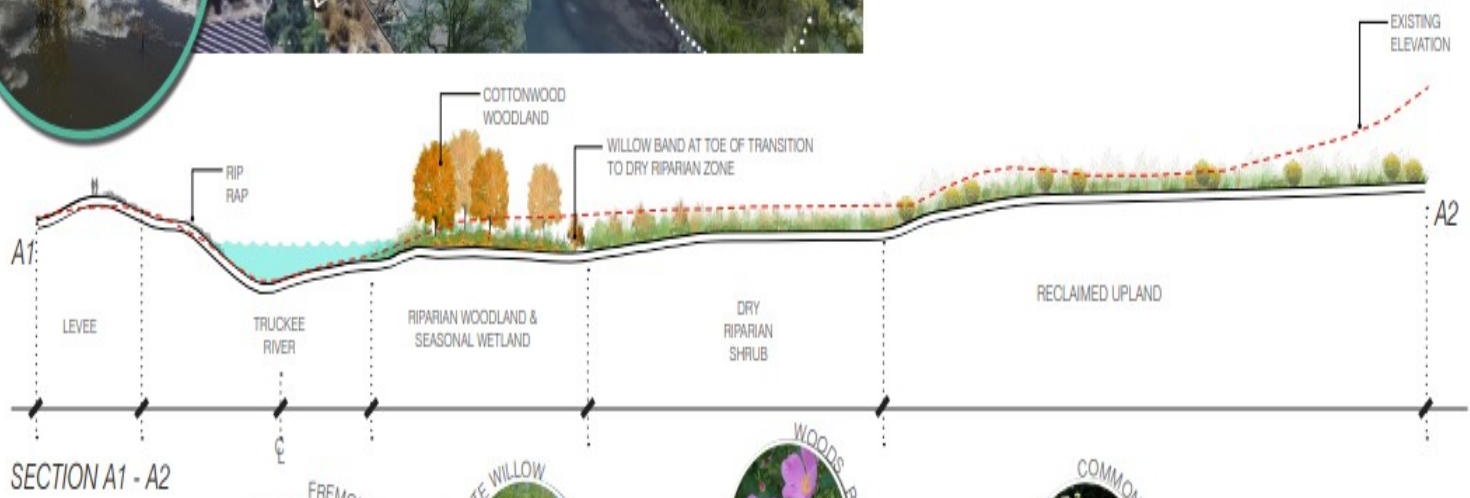 EXISTING
ELEVATION
COTTONWOOD
WOODLAND
WILLOW BAND AT TOE OF TRANSITION
TO DRY RIPARIAN ZONE
RIP
RAP
A1
A2
LEVEE
TRUCKEE
RIVER
RIPARIAN WOODLAND &
SEASONAL WETLAND
DRY
RIPARIAN
SHRUB
RECLAIMED UPLAND
℄
SECTION A1 - A2
WILLOW
WOODS
COMMON